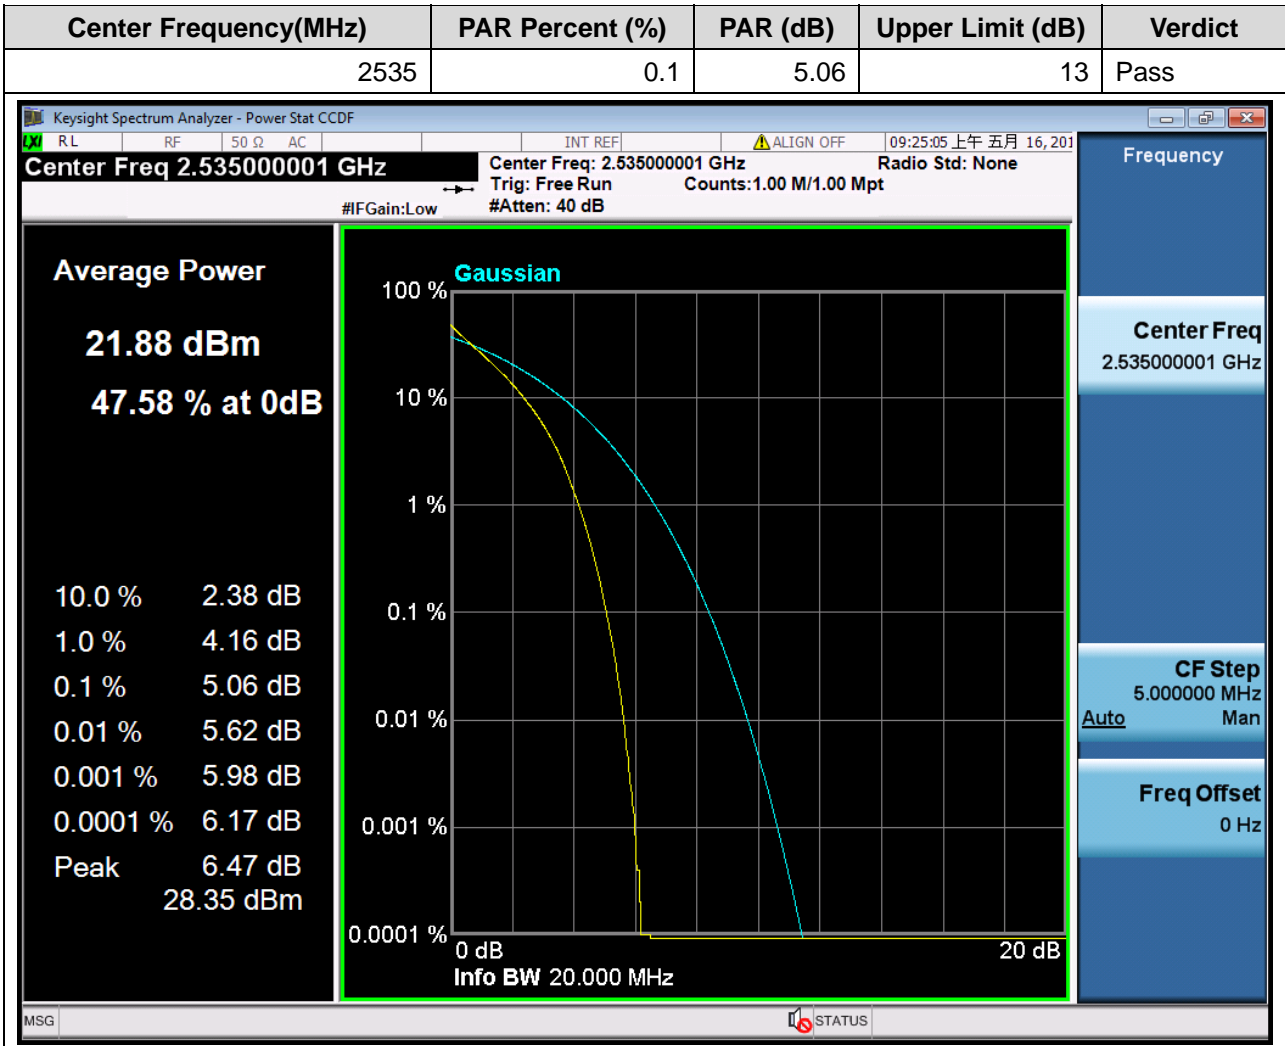 Center Frequency(MHz) PAR Percent (%) PAR (dB) Upper Limit (dB) Verdict
2535 0.1 5.06 13 Pass
Keysight Spectrum Analyzer - Power Stat CCDF
LXI RL RF 50 Ω AC INT REF ALIGN OFF 09:25:05 上午 五月 16, 201
Center Freq 2.535000001 GHz
#IFGain:Low
Center Freq: 2.535000001 GHz Radio Std: None
Trig: Free Run Counts:1.00 M/1.00 Mpt
#Atten: 40 dB
Average Power
21.88 dBm
47.58 % at 0dB
10.0 % 2.38 dB
1.0 % 4.16 dB
0.1 % 5.06 dB
0.01 % 5.62 dB
0.001 % 5.98 dB
0.0001 % 6.17 dB
Peak 6.47 dB
28.35 dBm
Gaussian
100 %
10 %
1 %
0.1 %
0.01 %
0.001 %
0.0001 %
0 dB 20 dB
Info BW 20.000 MHz
Frequency
Center Freq
2.535000001 GHz
CF Step
5.000000 MHz
Auto Man
Freq Offset
0 Hz
MSG STATUS